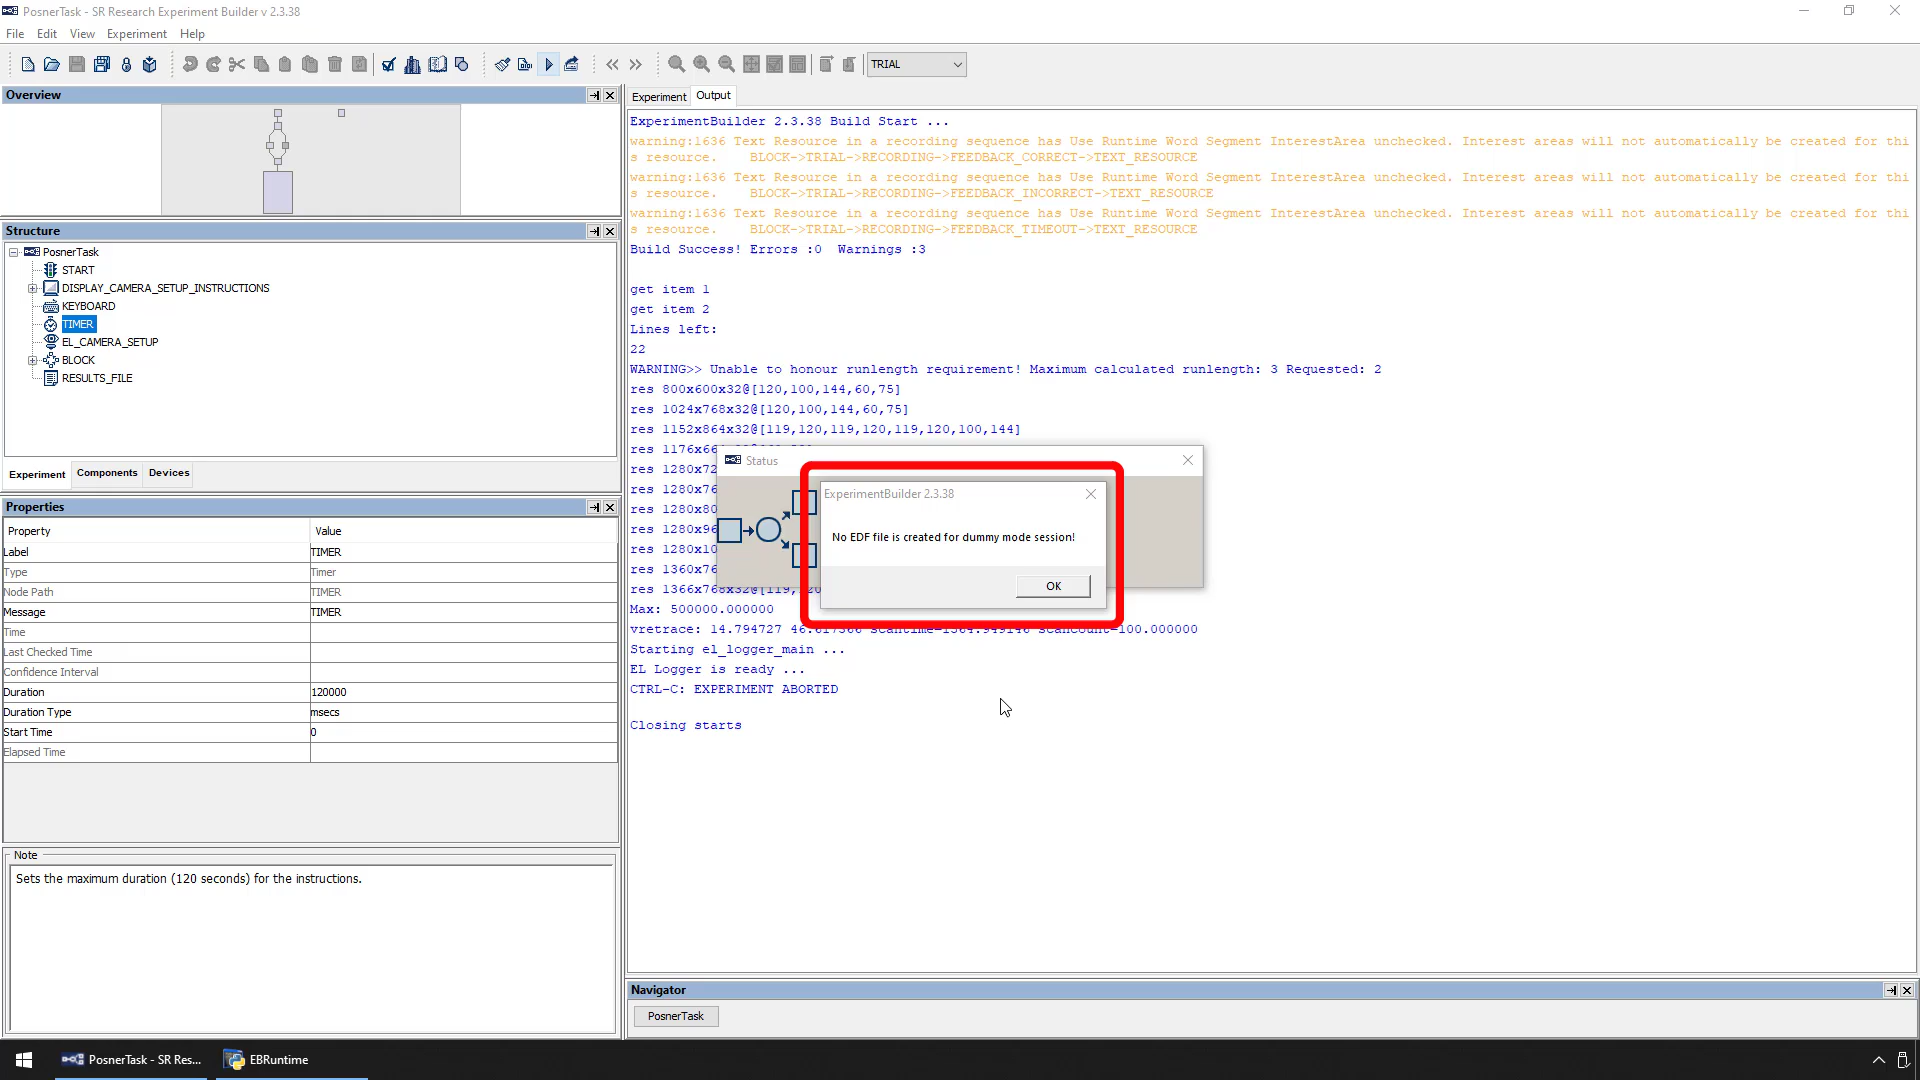 PosnerTask - SR Research Experiment Builder v 2.3.38
File Edit View Experiment Help
TRIAL
Overview
Structure
PosnerTask
START
DISPLAY_CAMERA_SETUP_INSTRUCTIONS
KEYBOARD
TIMER
EL_CAMERA_SETUP
BLOCK
RESULTS_FILE
Experiment Components Devices
Properties
Property Value
Label TIMER
Type Timer
Node Path TIMER
Message TIMER
Time
Last Checked Time
Confidence Interval
Duration 120000
Duration Type msecs
Start Time 0
Elapsed Time
Note
Sets the maximum duration (120 seconds) for the instructions.
Experiment Output
ExperimentBuilder 2.3.38 Build Start ...
warning:1636 Text Resource in a recording sequence has Use Runtime Word Segment InterestArea unchecked. Interest areas will not automatically be created for thi
s resource. BLOCK->TRIAL->RECORDING->FEEDBACK_CORRECT->TEXT_RESOURCE
warning:1636 Text Resource in a recording sequence has Use Runtime Word Segment InterestArea unchecked. Interest areas will not automatically be created for thi
s resource. BLOCK->TRIAL->RECORDING->FEEDBACK_INCORRECT->TEXT_RESOURCE
warning:1636 Text Resource in a recording sequence has Use Runtime Word Segment InterestArea unchecked. Interest areas will not automatically be created for thi
s resource. BLOCK->TRIAL->RECORDING->FEEDBACK_TIMEOUT->TEXT_RESOURCE
Build Success! Errors :0 Warnings :3
get item 1
get item 2
Lines left:
22
WARNING>> Unable to honour runlength requirement! Maximum calculated runlength: 3 Requested: 2
res 800x600x32@[120,100,144,60,75]
res 1024x768x32@[120,100,144,60,75]
res 1152x864x32@[119,120,119,120,119,120,100,144]
res 1176x66
res 1280x72
res 1280x76
res 1280x80
res 1280x96
res 1280x10
res 1360x76
res 1366x768x32@[119,120
Max: 500000.000000
vretrace: 14.794727 scancount=100.000000
Starting el_logger_main ...
EL Logger is ready ...
CTRL-C: EXPERIMENT ABORTED
Closing starts
Status
ExperimentBuilder 2.3.38
No EDF file is created for dummy mode session!
OK
Navigator
PosnerTask
PosnerTask - SR Res... EBRuntime